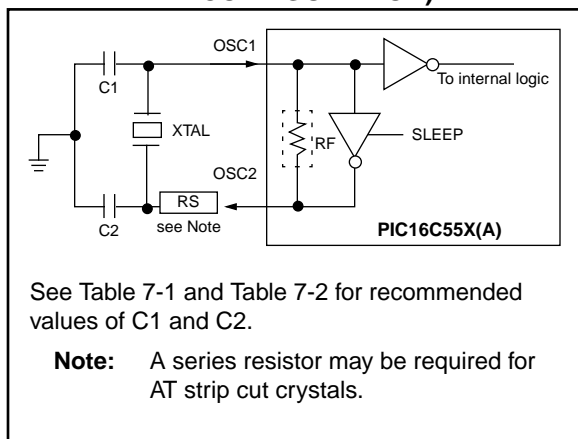 OSC1
To internal logic
C1
XTAL
RF
SLEEP
OSC2
RS
C2
see Note
PIC16C55X(A)
See Table 7-1 and Table 7-2 for recommended
values of C1 and C2.
Note: A series resistor may be required for
AT strip cut crystals.